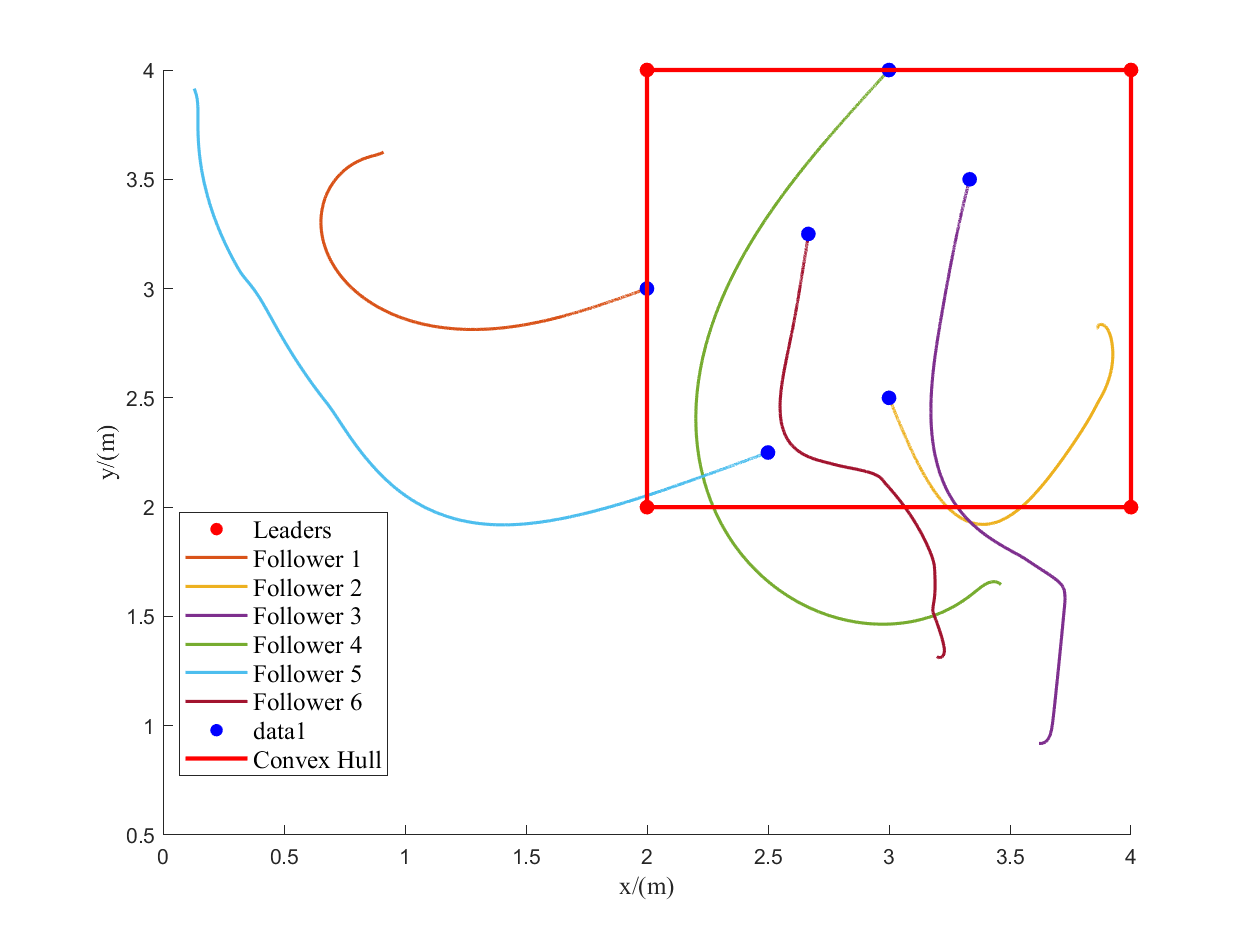 4
3.5
3
2.5
2
1.5
1
0.5
y/(m)
Leaders
Follower 1
Follower 2
Follower 3
Follower 4
Follower 5
Follower 6
data1
Convex Hull
0 0.5 1 1.5 2 2.5 3 3.5 4
x/(m)